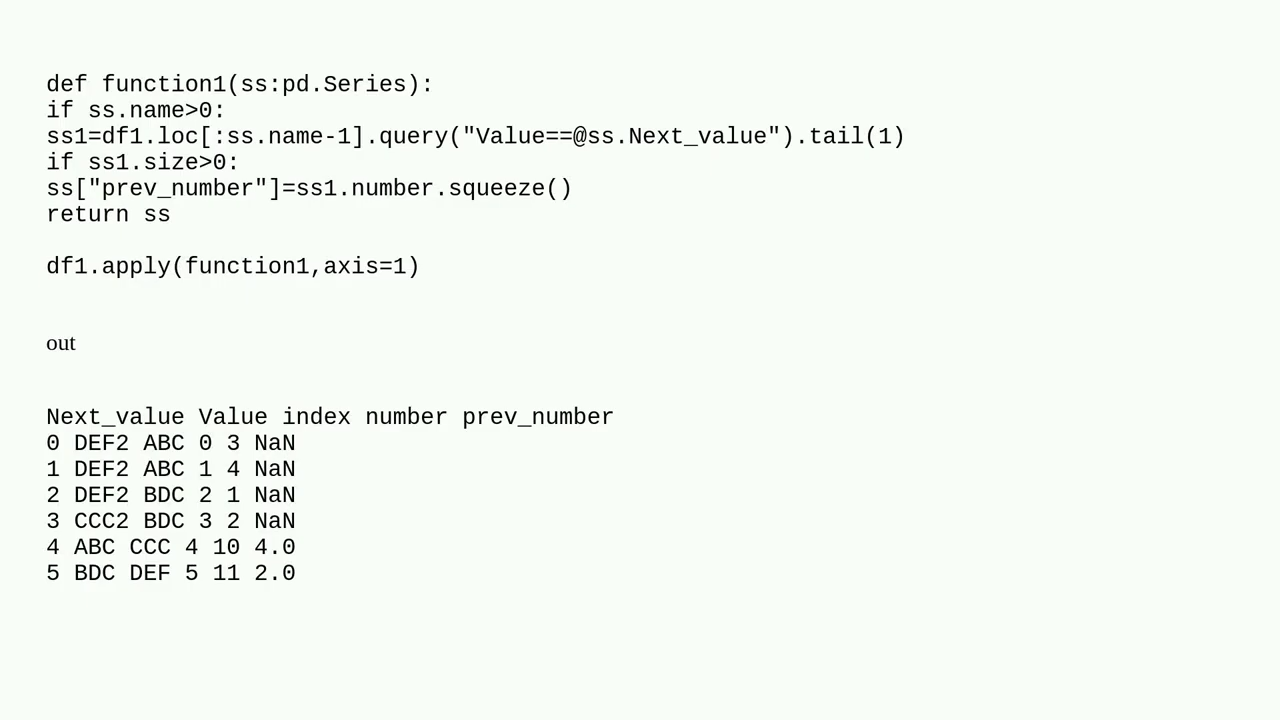 def function1(ss:pd.Series):
if ss.name>0:
ss1=df1.loc[:ss.name-1].query("Value==@ss.Next_value").tail(1)
if ss1.size>0:
ss["prev_number"]=ss1.number.squeeze()
return ss
df1.apply(function1,axis=1)
out
Next_value Value index number prev_number
0 DEF2 ABC 0 3 NaN
1 DEF2 ABC 1 4 NaN
2 DEF2 BDC 2 1 NaN
3 CCC2 BDC 3 2 NaN
4 ABC CCC 4 10 4.0
5 BDC DEF 5 11 2.0